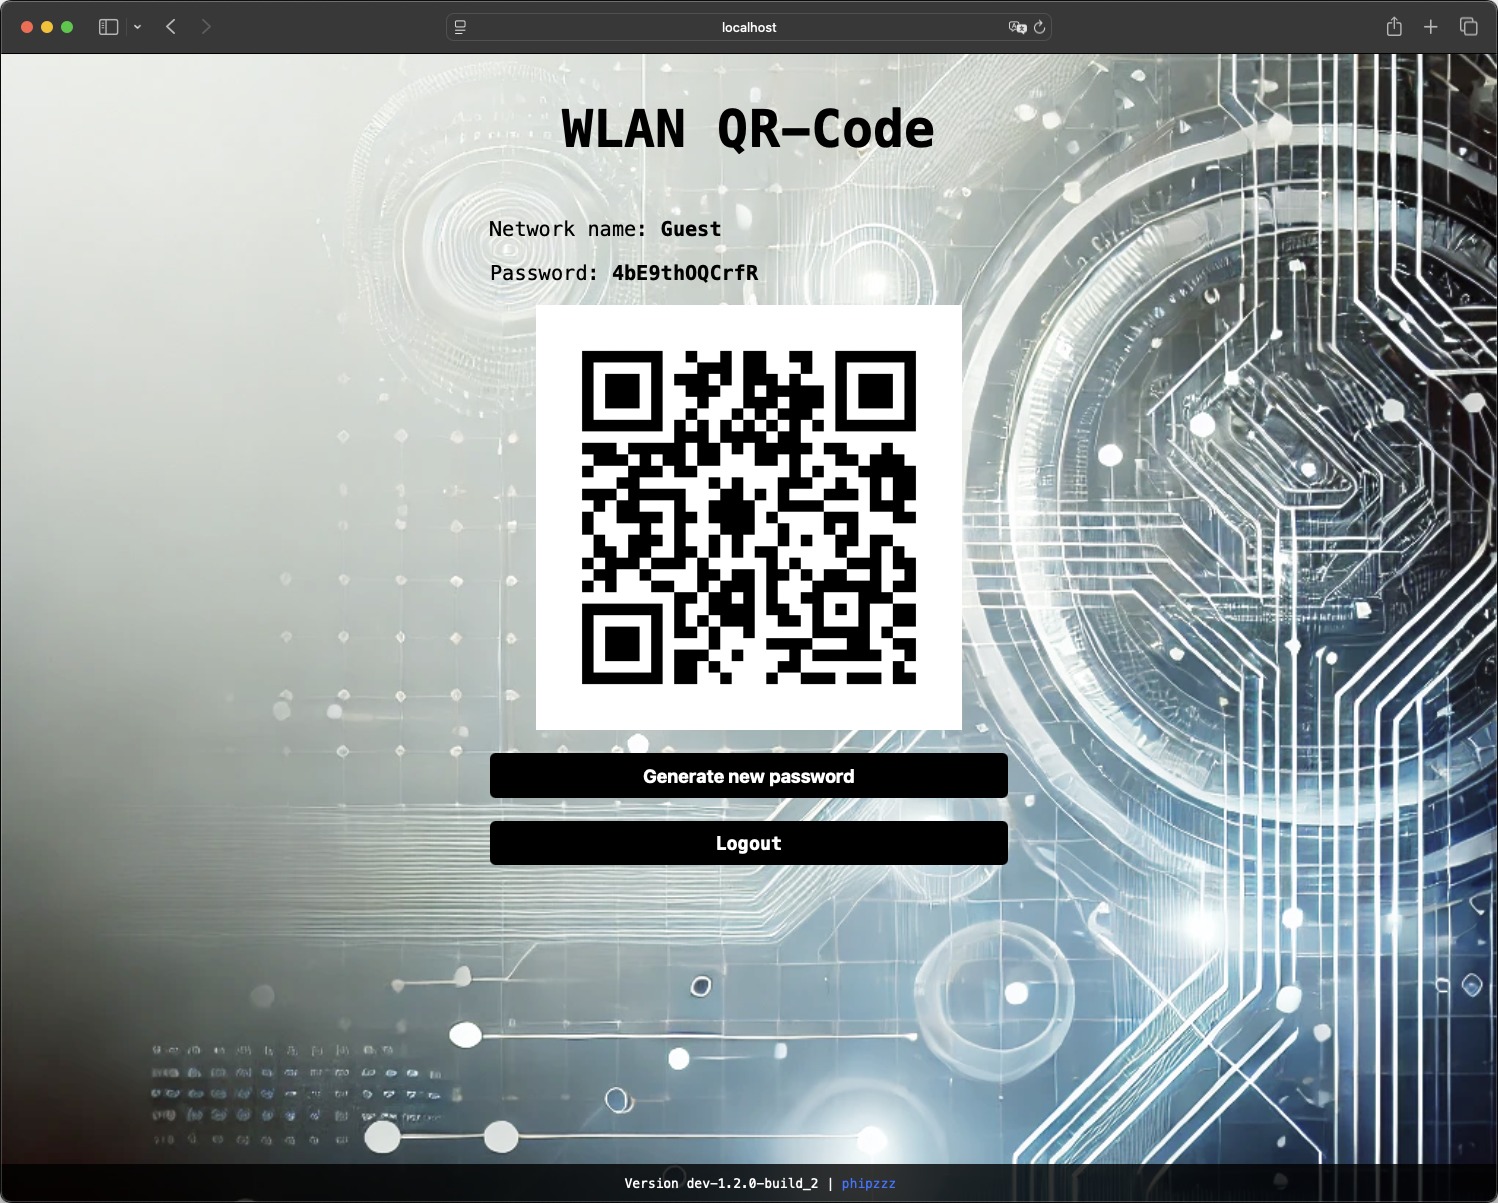 localhost
WLAN QR-Code
Network name: Guest
Password: 4bE9thOQCrfR
Generate new password
Logout
Version dev-1.2.0-build_2 | phipzzz